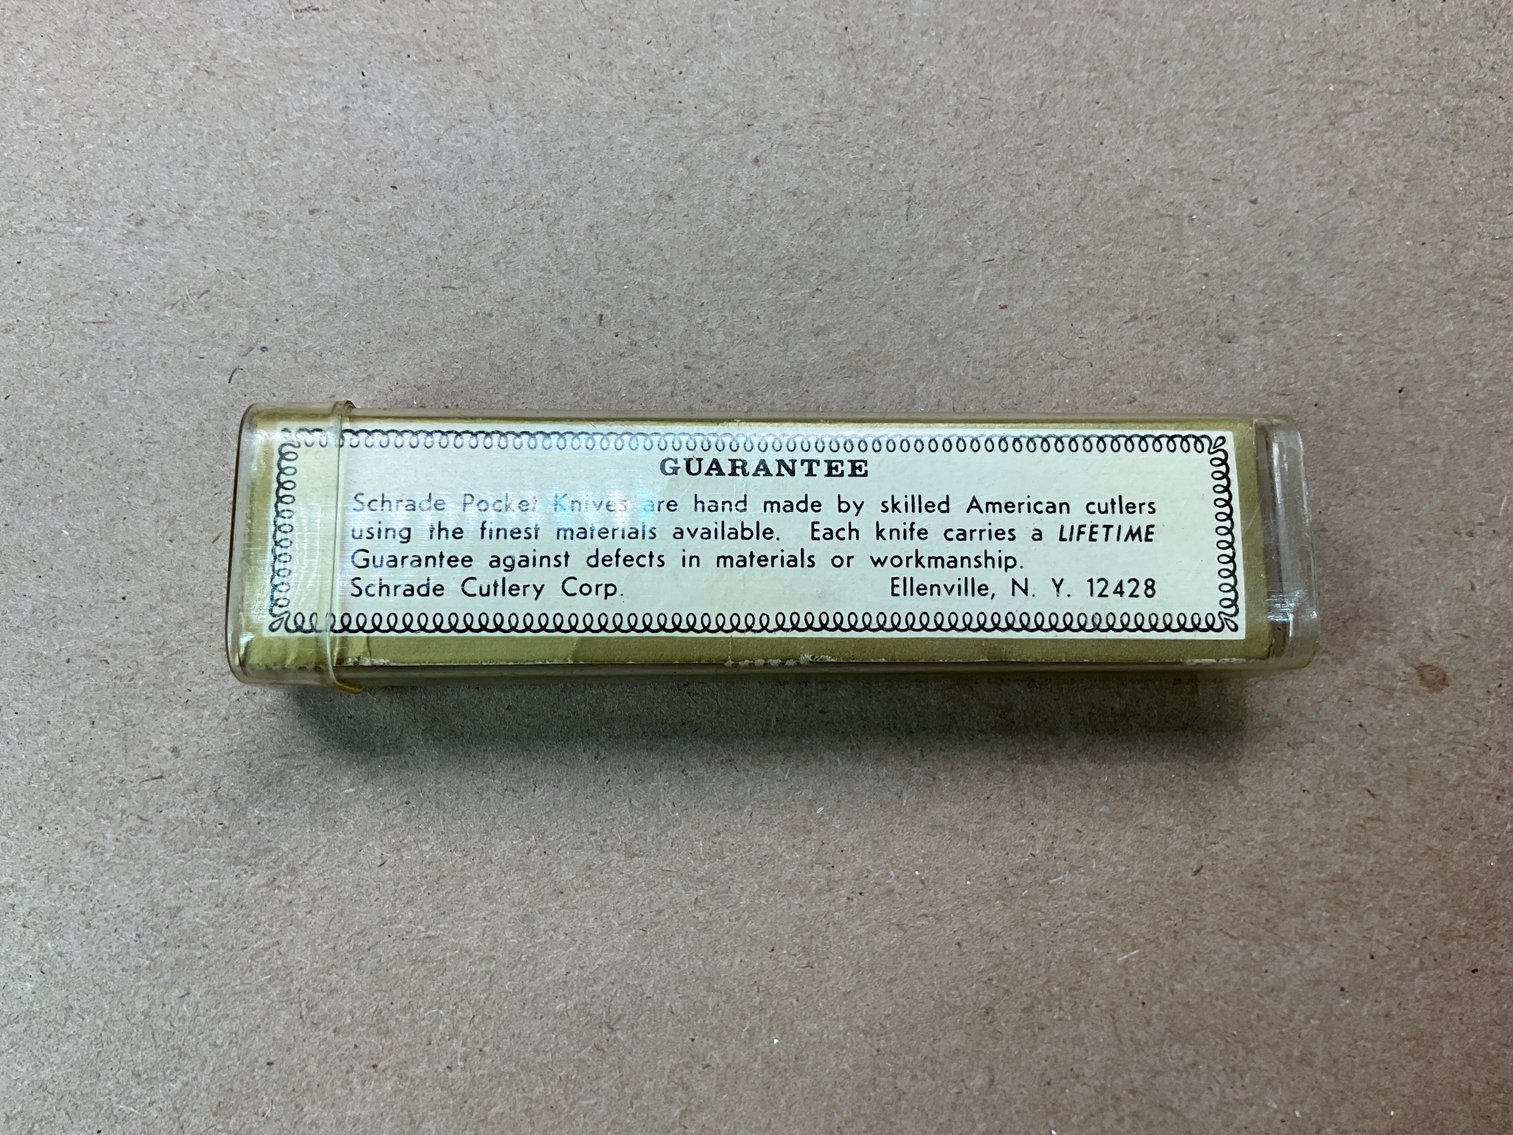 GUARANTEE
Schrade Pocket Knives are hand made by skilled American cutlers
using the finest materials available. Each knife carries a LIFETIME
Guarantee against defects in materials or workmanship.
Schrade Cutlery Corp. Ellenville, N. Y. 12428